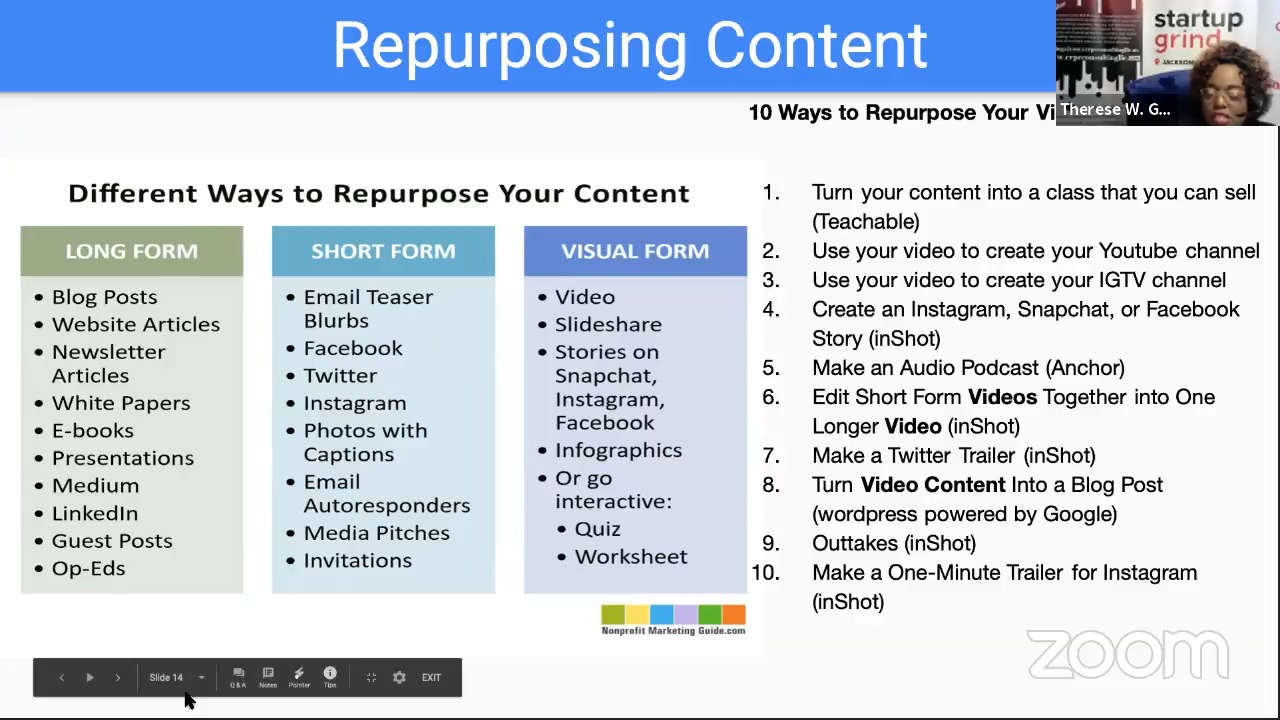 Repurposing Content
startup
grind
JACKSON
Therese W. G...
10 Ways to Repurpose Your Vi
Different Ways to Repurpose Your Content
LONG FORM
• Blog Posts
• Website Articles
• Newsletter
Articles
• White Papers
• E-books
• Presentations
• Medium
• LinkedIn
• Guest Posts
• Op-Eds
SHORT FORM
• Email Teaser
Blurbs
• Facebook
• Twitter
• Instagram
• Photos with
Captions
• Email
Autoresponders
• Media Pitches
• Invitations
VISUAL FORM
• Video
• Slideshare
• Stories on
Snapchat,
Instagram,
Facebook
• Infographics
• Or go
interactive:
• Quiz
• Worksheet
Nonprofit Marketing Guide.com
1. Turn your content into a class that you can sell
(Teachable)
2. Use your video to create your Youtube channel
3. Use your video to create your IGTV channel
4. Create an Instagram, Snapchat, or Facebook
Story (inShot)
5. Make an Audio Podcast (Anchor)
6. Edit Short Form Videos Together into One
Longer Video (inShot)
7. Make a Twitter Trailer (inShot)
8. Turn Video Content Into a Blog Post
(wordpress powered by Google)
9. Outtakes (inShot)
10. Make a One-Minute Trailer for Instagram
(inShot)
zoom
Slide 14
Q & A
Notes
Pointer
Tips
EXIT